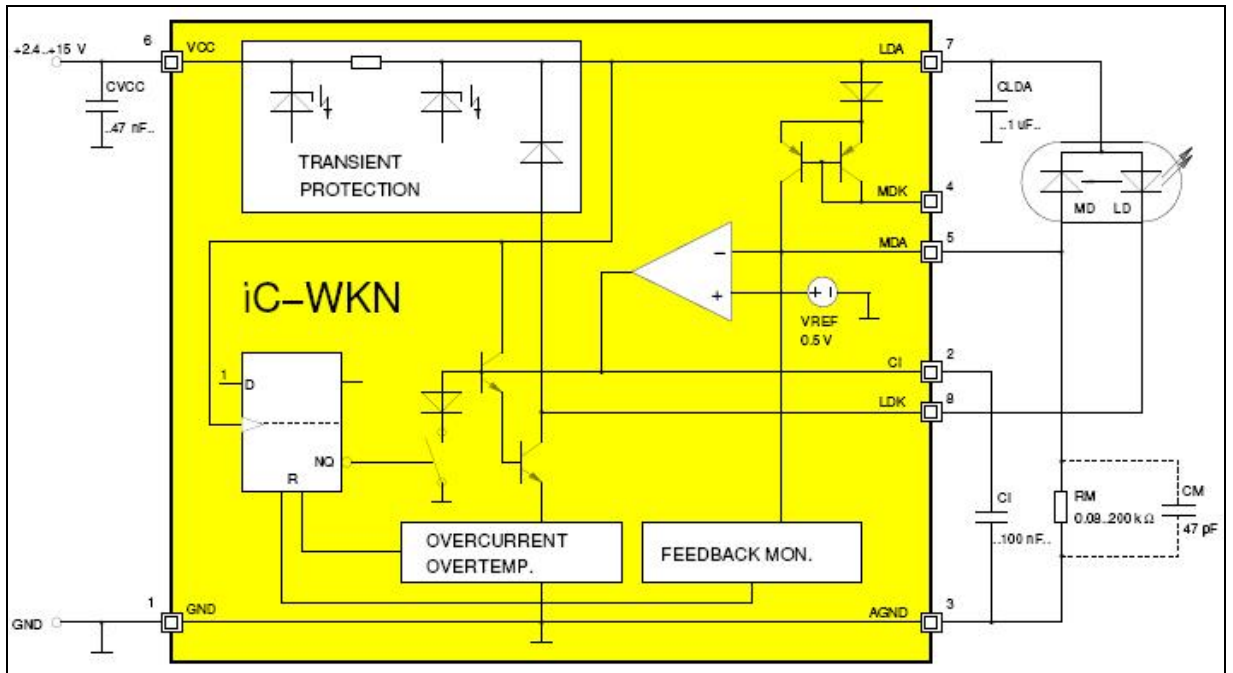 +2.4..+15 V
6
VCC
LDA
7
CVCC
..47 nF..
CLDA
..1 uF..
TRANSIENT
PROTECTION
MDK
4
MD LD
MDA
5
iC-WKN
VREF
0.5 V
CI
2
1
D
LDK
8
NQ
R
CI
..100 nF..
RM
0.08..200 kΩ
CM
47 pF
OVERCURRENT
OVERTEMP.
FEEDBACK MON.
GND
1
GND
AGND
3